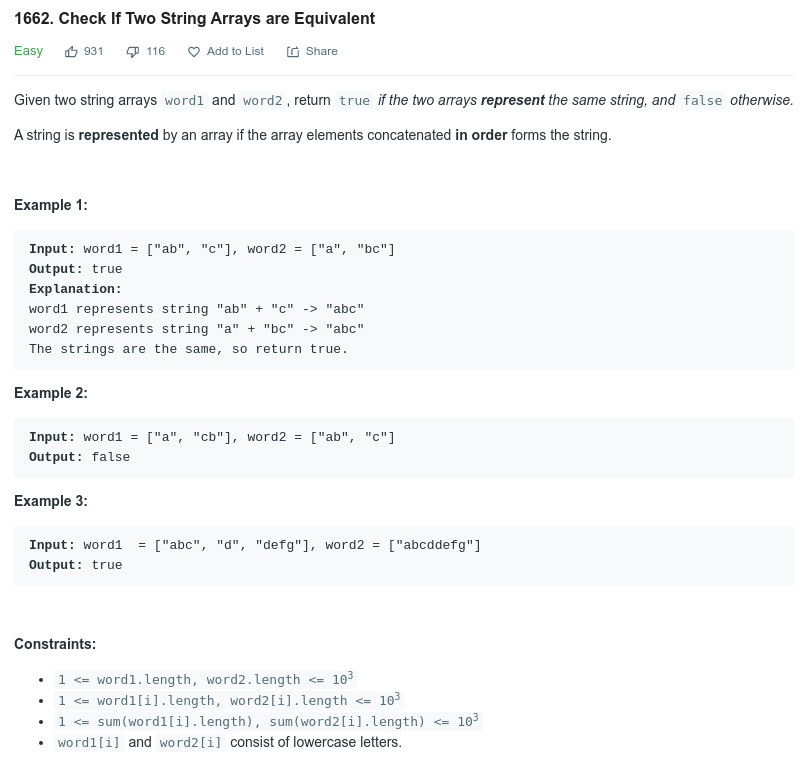 1662. Check If Two String Arrays are Equivalent
Easy 931 116 Add to List Share
Given two string arrays word1 and word2 , return true if the two arrays represent the same string, and false otherwise.
A string is represented by an array if the array elements concatenated in order forms the string.
Example 1:
Input: word1 = ["ab", "c"], word2 = ["a", "bc"]
Output: true
Explanation:
word1 represents string "ab" + "c" -> "abc"
word2 represents string "a" + "bc" -> "abc"
The strings are the same, so return true.
Example 2:
Input: word1 = ["a", "cb"], word2 = ["ab", "c"]
Output: false
Example 3:
Input: word1  = ["abc", "d", "defg"], word2 = ["abcddefg"]
Output: true
Constraints:
• 1 <= word1.length, word2.length <= 10³
• 1 <= word1[i].length, word2[i].length <= 10³
• 1 <= sum(word1[i].length), sum(word2[i].length) <= 10³
• word1[i] and word2[i] consist of lowercase letters.